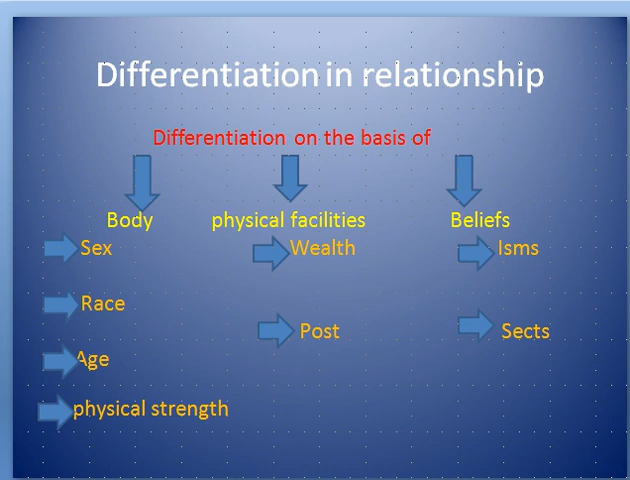 Differentiation in relationship
Differentiation on the basis of
Body physical facilities Beliefs
Sex Wealth Isms
Race
Post Sects
Age
physical strength